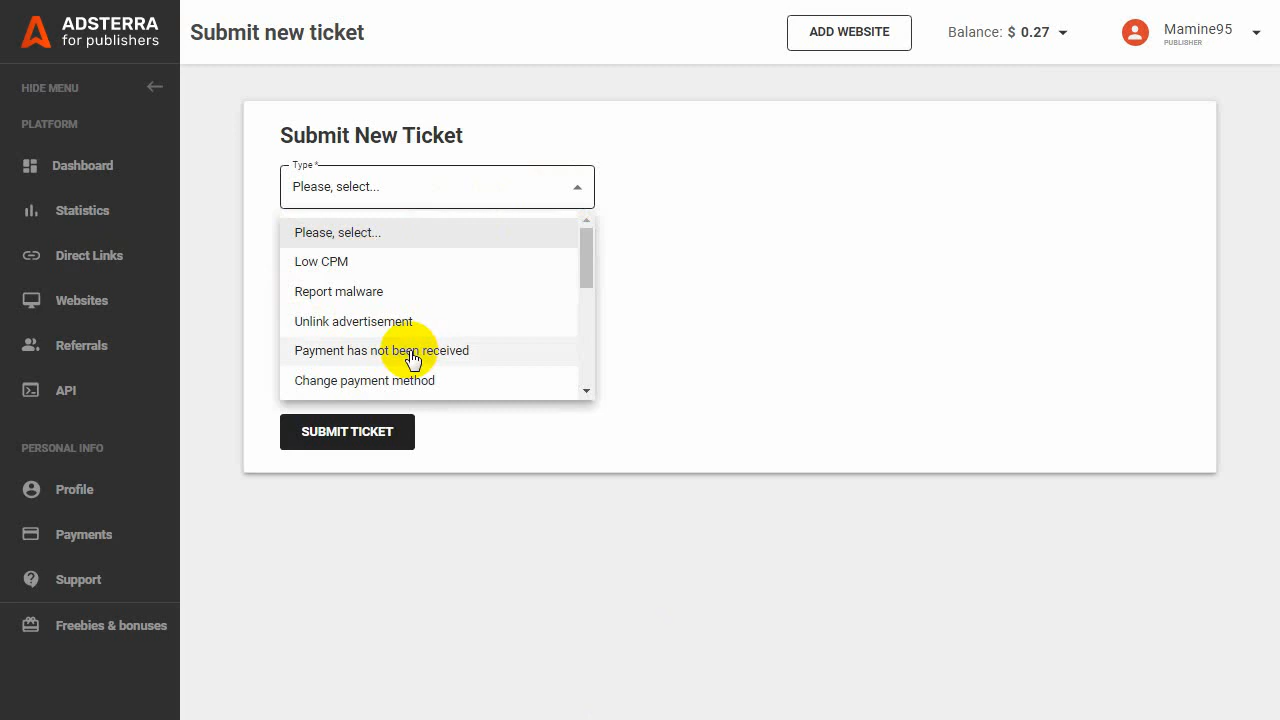 ADSTERRA
for publishers
HIDE MENU
PLATFORM
Dashboard
Statistics
Direct Links
Websites
Referrals
API
PERSONAL INFO
Profile
Payments
Support
Freebies & bonuses
Submit new ticket
ADD WEBSITE
Balance: $ 0.27
Mamine95
PUBLISHER
Submit New Ticket
Type *
Please, select...
Please, select...
Low CPM
Report malware
Unlink advertisement
Payment has not been received
Change payment method
SUBMIT TICKET